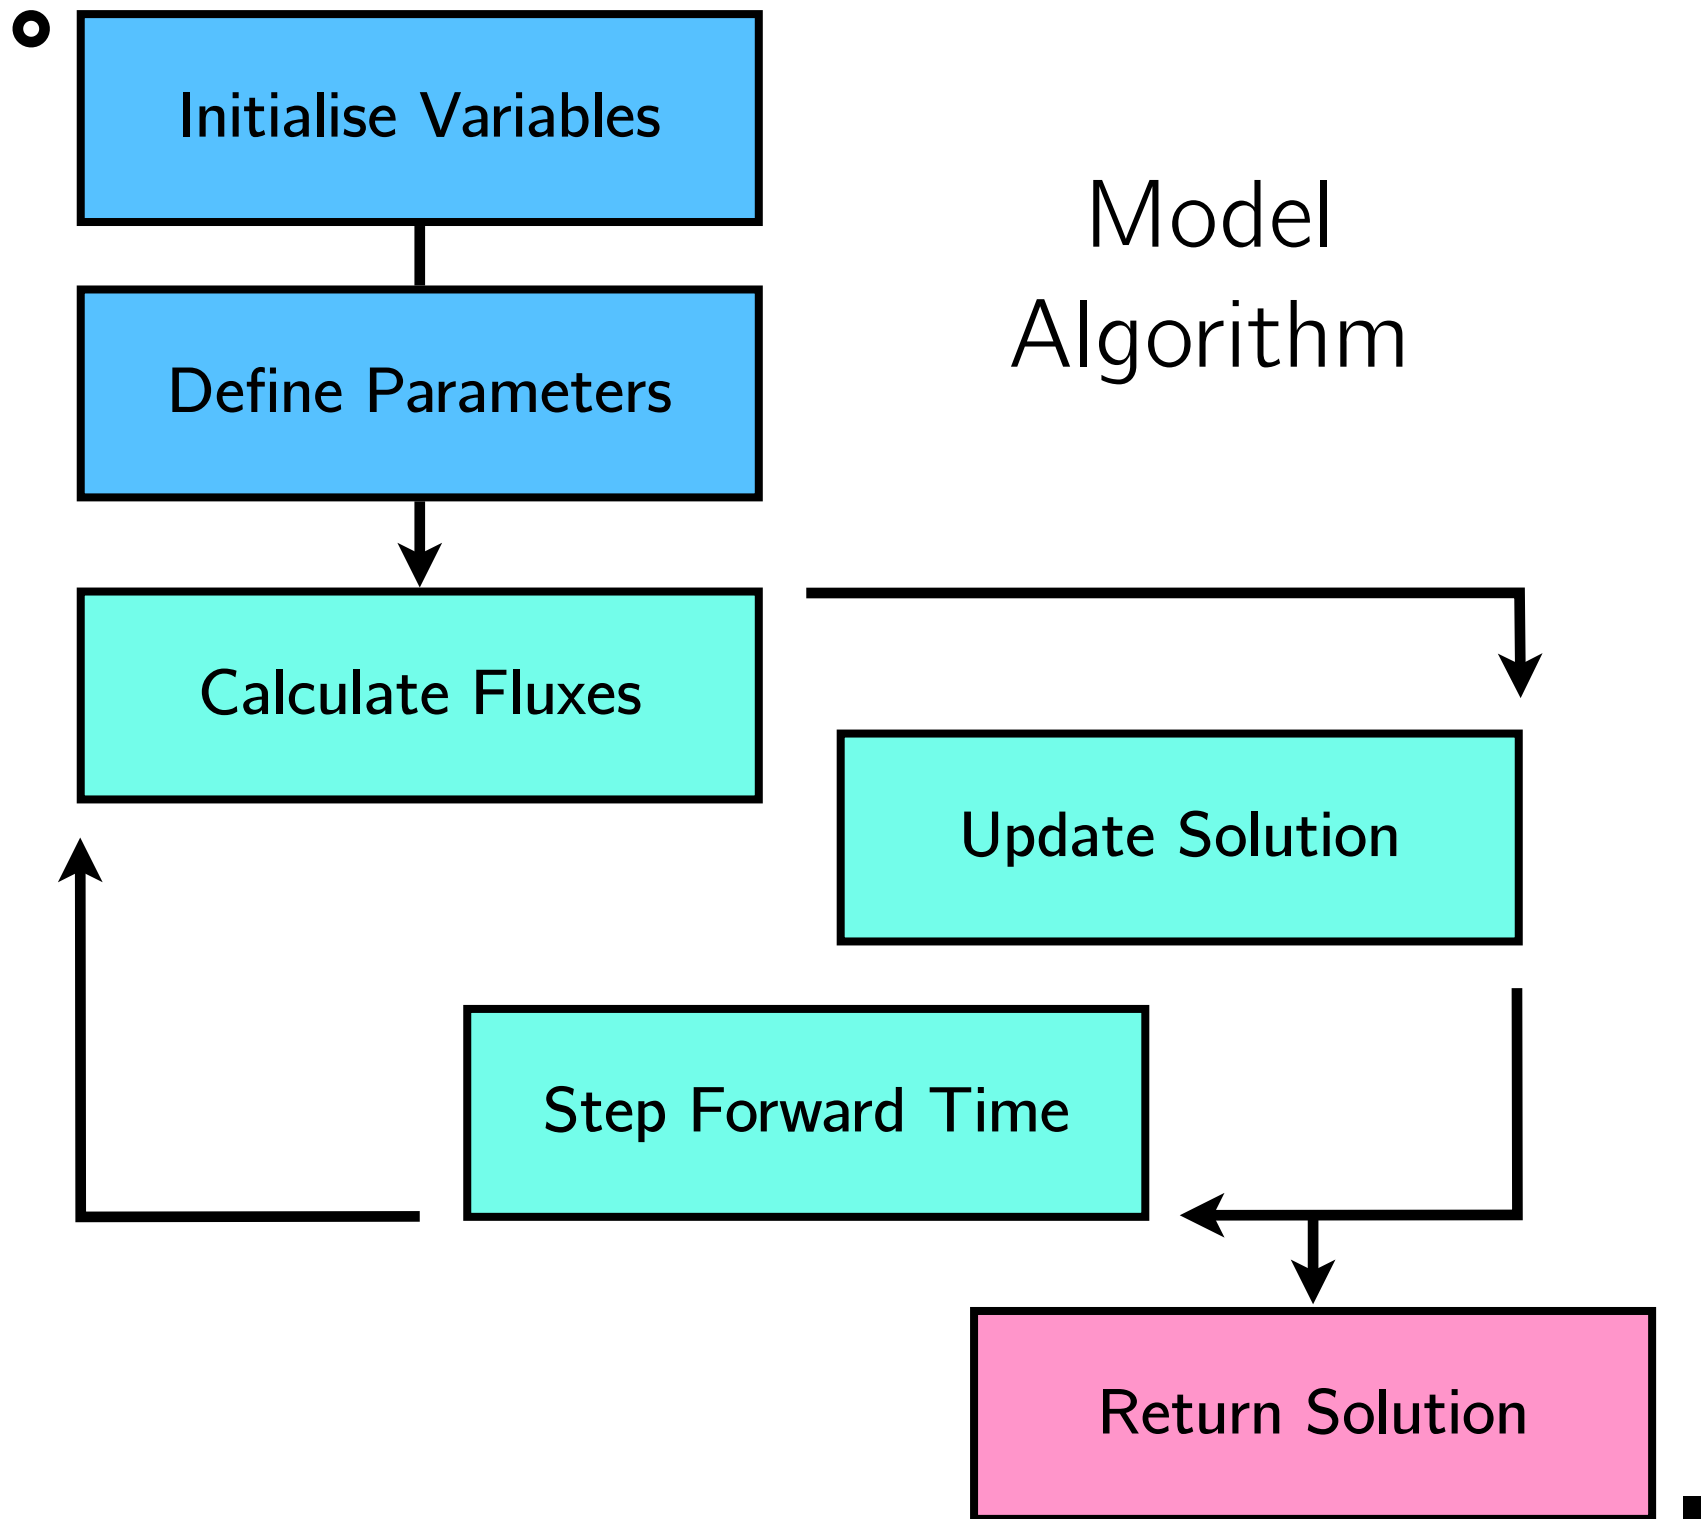 Initialise Variables
Model
Algorithm
Define Parameters
Calculate Fluxes
Update Solution
Step Forward Time
Return Solution